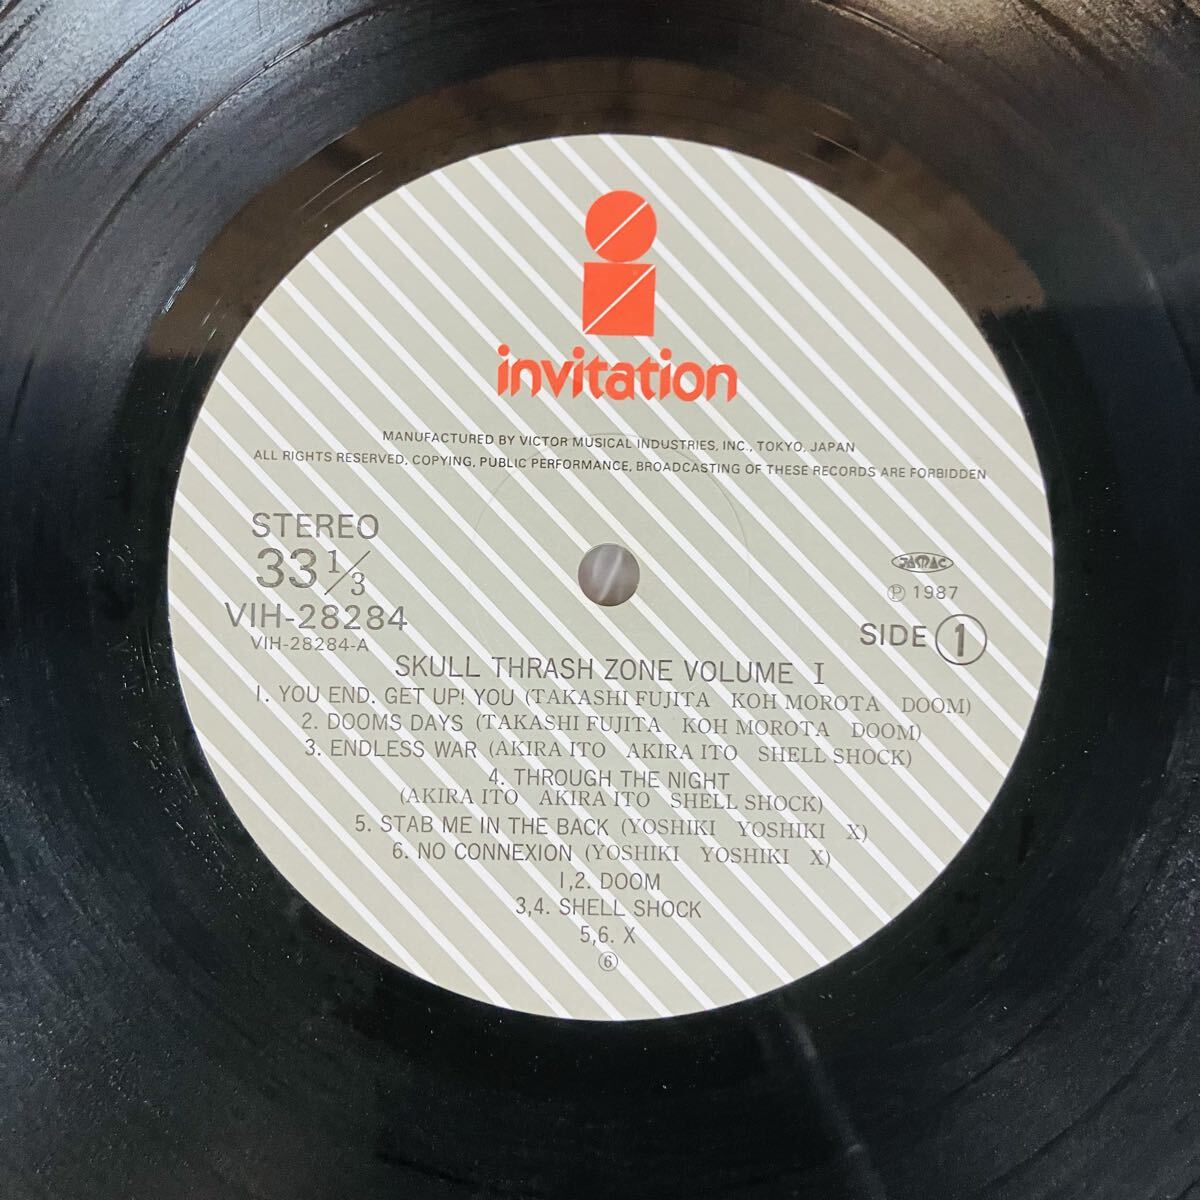 invitation
MANUFACTURED BY VICTOR MUSICAL INDUSTRIES, INC., TOKYO, JAPAN
ALL RIGHTS RESERVED, COPYING, PUBLIC PERFORMANCE, BROADCASTING OF THESE RECORDS ARE FORBIDDEN
STEREO
33 1/3
VIH-28284
VIH-28284-A
JASRAC
Ⓟ 1987
SIDE ①
SKULL THRASH ZONE VOLUME I
1. YOU END. GET UP! YOU (TAKASHI FUJITA KOH MOROTA DOOM)
2. DOOMS DAYS (TAKASHI FUJITA KOH MOROTA DOOM)
3. ENDLESS WAR (AKIRA ITO AKIRA ITO SHELL SHOCK)
4. THROUGH THE NIGHT
(AKIRA ITO AKIRA ITO SHELL SHOCK)
5. STAB ME IN THE BACK (YOSHIKI YOSHIKI X)
6. NO CONNEXION (YOSHIKI YOSHIKI X)
1,2. DOOM
3,4. SHELL SHOCK
5,6. X
⑥